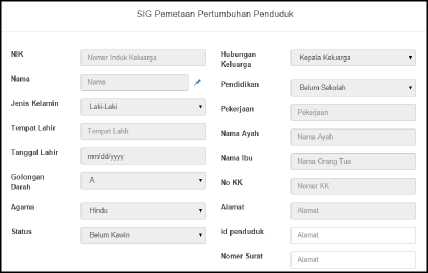 SIG Pemetaan Pertumbuhan Penduduk
NIK
Nomer Induk Keluarga
Nama
Nama
Jenis Kelamin
Laki-Laki
Tempat Lahir
Tempat Lahir
Tanggal Lahir
mm/dd/yyyy
Golongan
Darah
A
Agama
Hindu
Status
Belum Kawin
Hubungan
Keluarga
Kepala Keluarga
Pendidikan
Belum Sekolah
Pekerjaan
Pekerjaan
Nama Ayah
Nama Ayah
Nama Ibu
Nama Orang Tua
No KK
Nomer KK
Alamat
Alamat
id penduduk
Alamat
Nomer Surat
Alamat